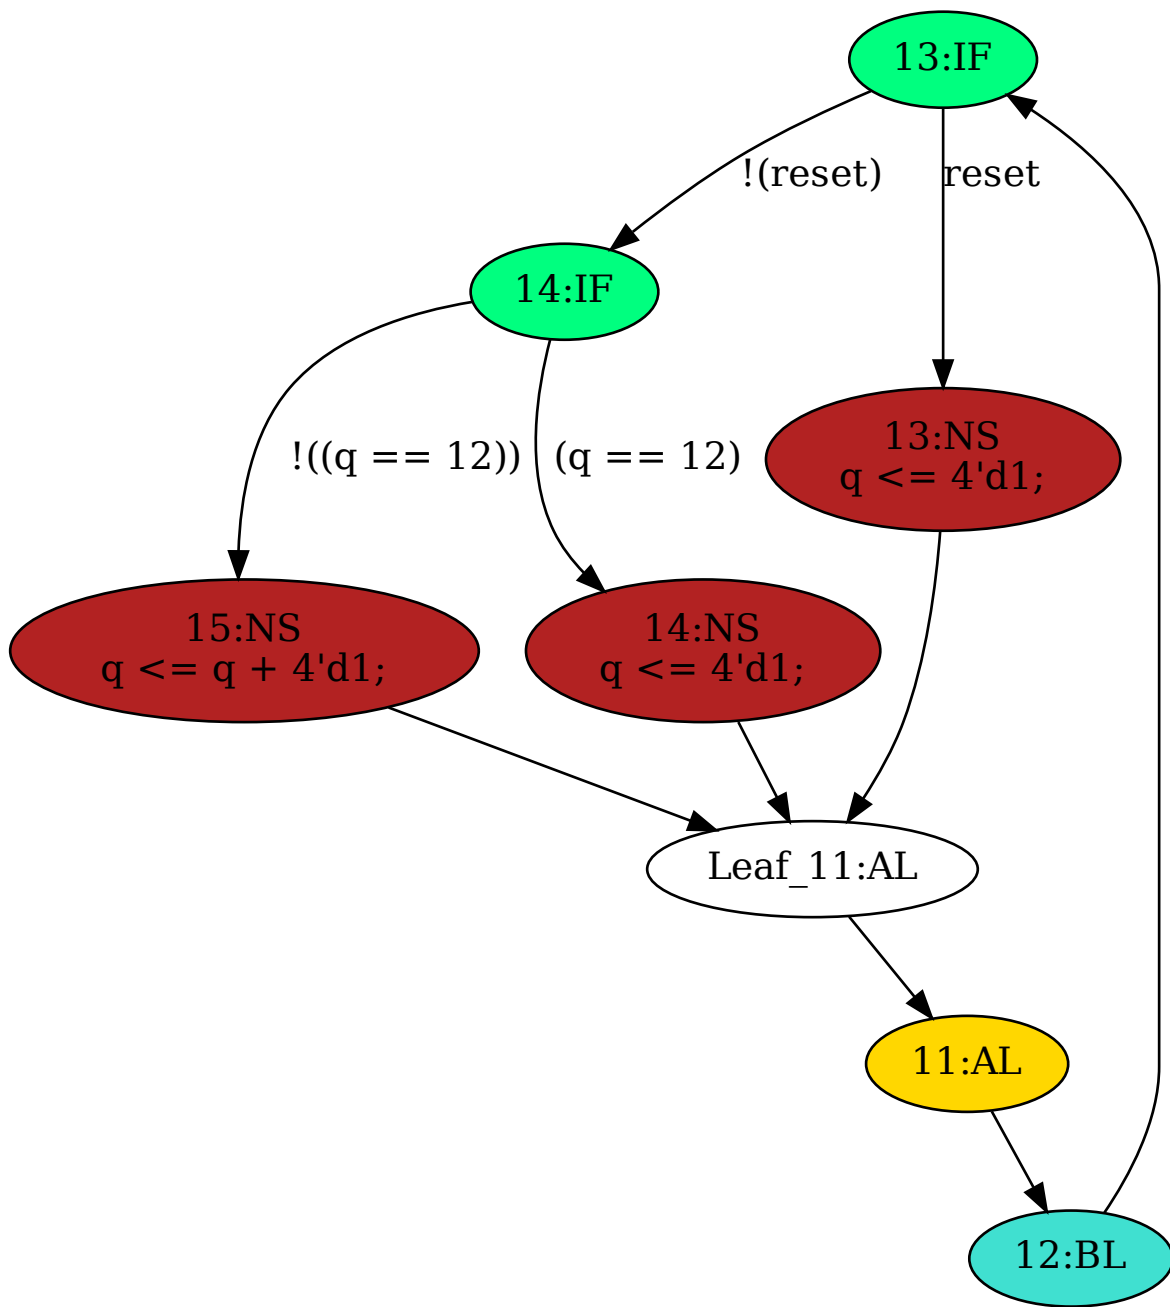 13:IF
!(reset)
reset
14:IF
13:NS
q <= 4'd1;
!((q == 12))
(q == 12)
15:NS
q <= q + 4'd1;
14:NS
q <= 4'd1;
Leaf_11:AL
11:AL
12:BL